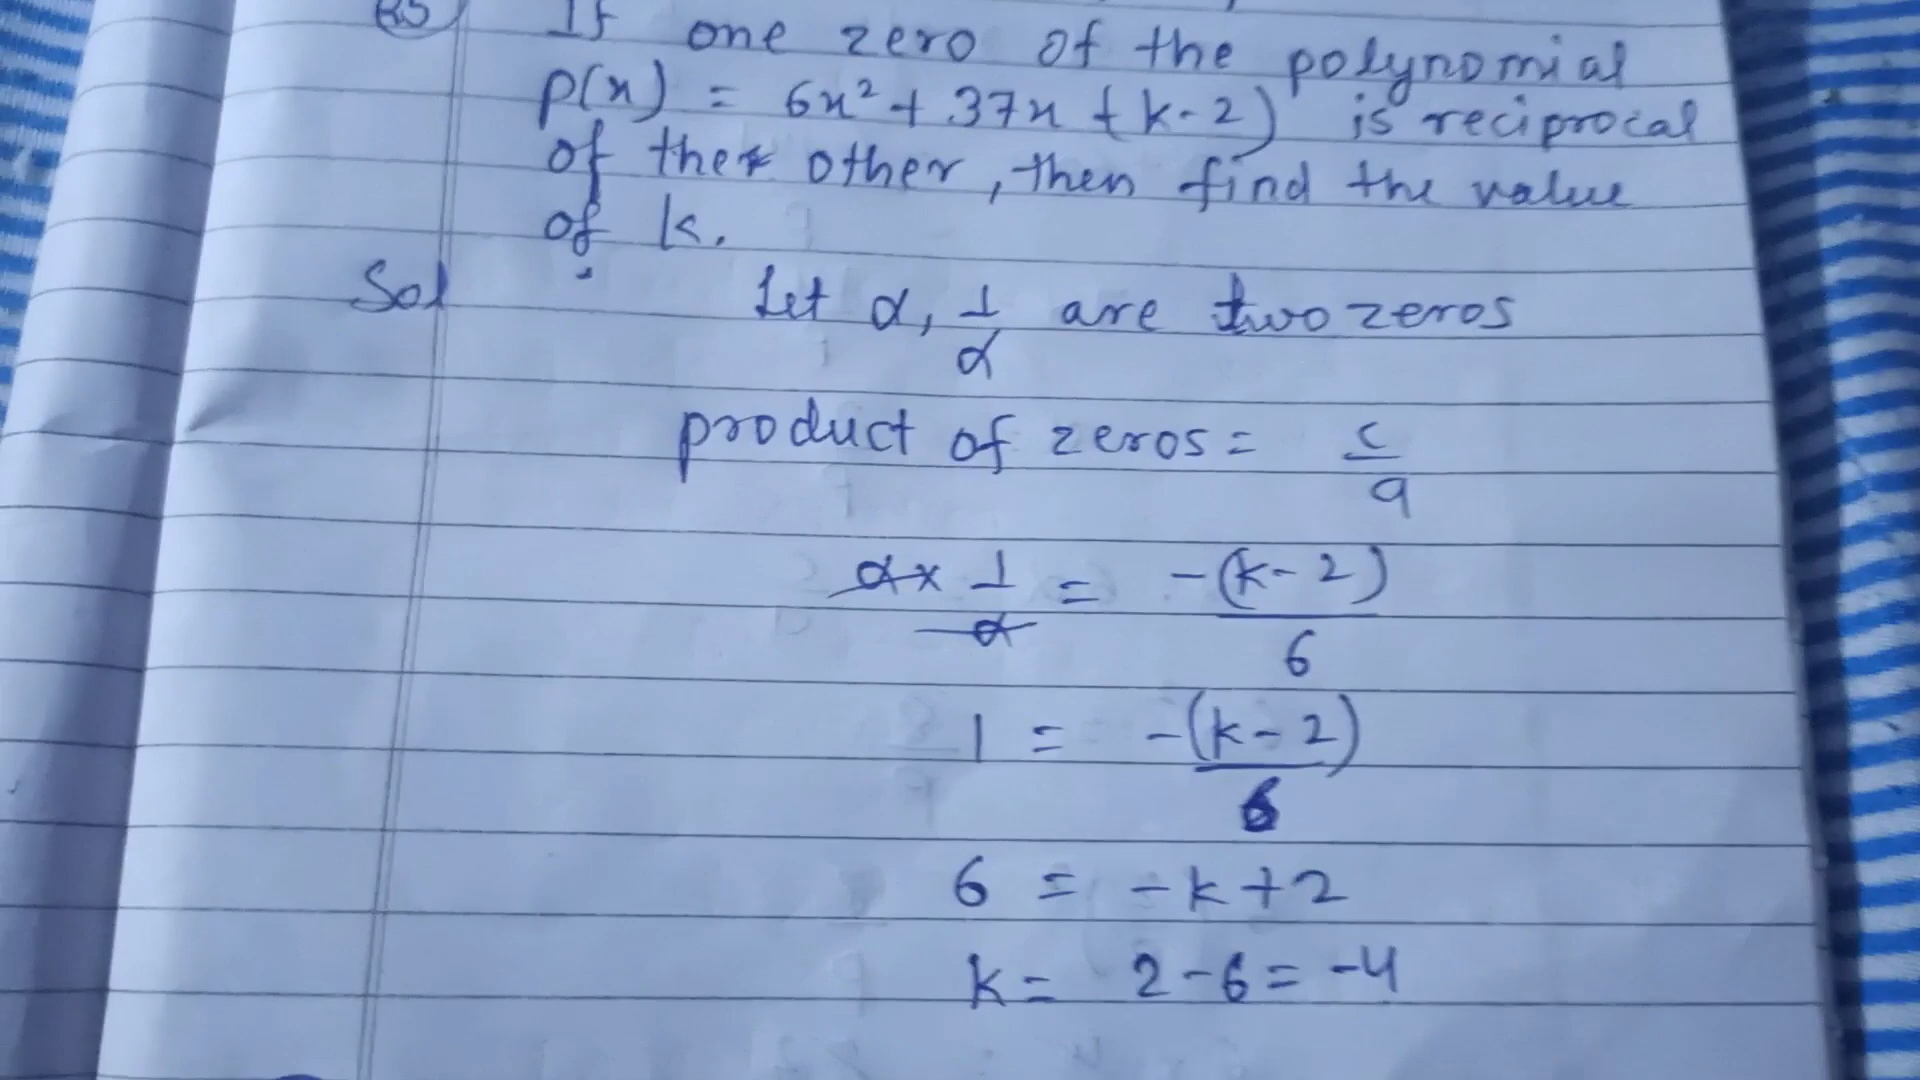 If one zero of the polynomial
p(x) = 6x² + 37x + (k-2) is reciprocal
of the other, then find the value
of k.
Sol Let α, 1/α are two zeros
product of zeros = c/a
α x 1/α = -(k-2)/6
1 = -(k-2)/6
6 = -k+2
k = 2-6 = -4